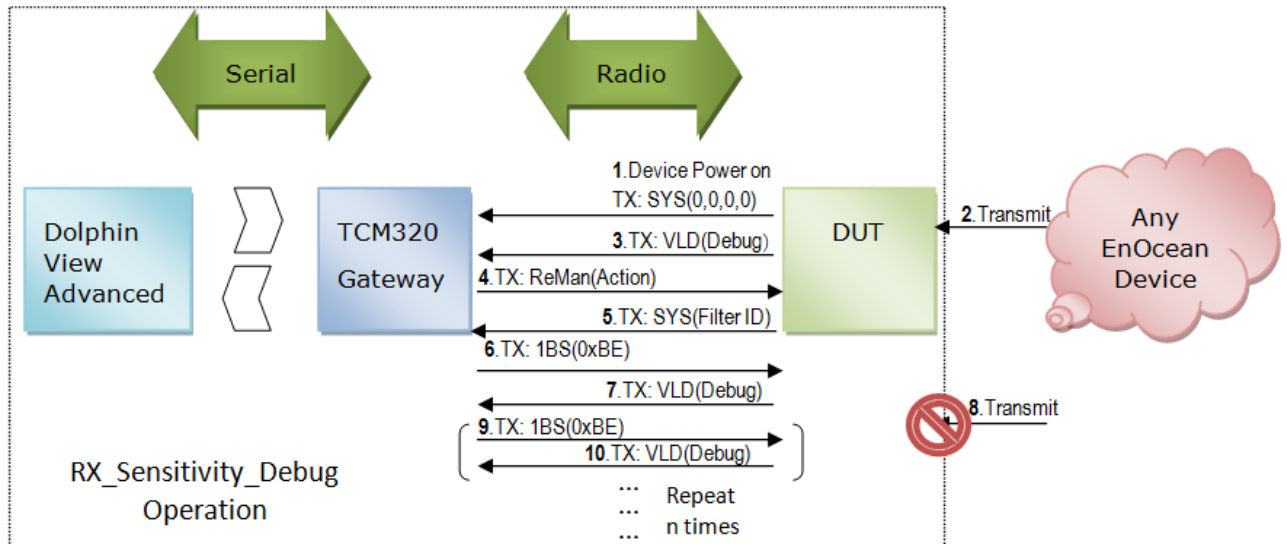 Serial
Radio
Dolphin
View
Advanced
TCM320
Gateway
1.Device Power on
TX: SYS(0,0,0,0)
3.TX: VLD(Debug)
4.TX: ReMan(Action)
5.TX: SYS(Filter ID)
6.TX: 1BS(0xBE)
7.TX: VLD(Debug)
9.TX: 1BS(0xBE)
10.TX: VLD(Debug)
... Repeat
... n times
...
DUT
2.Transmit
Any
EnOcean
Device
8.Transmit
RX_Sensitivity_Debug
Operation